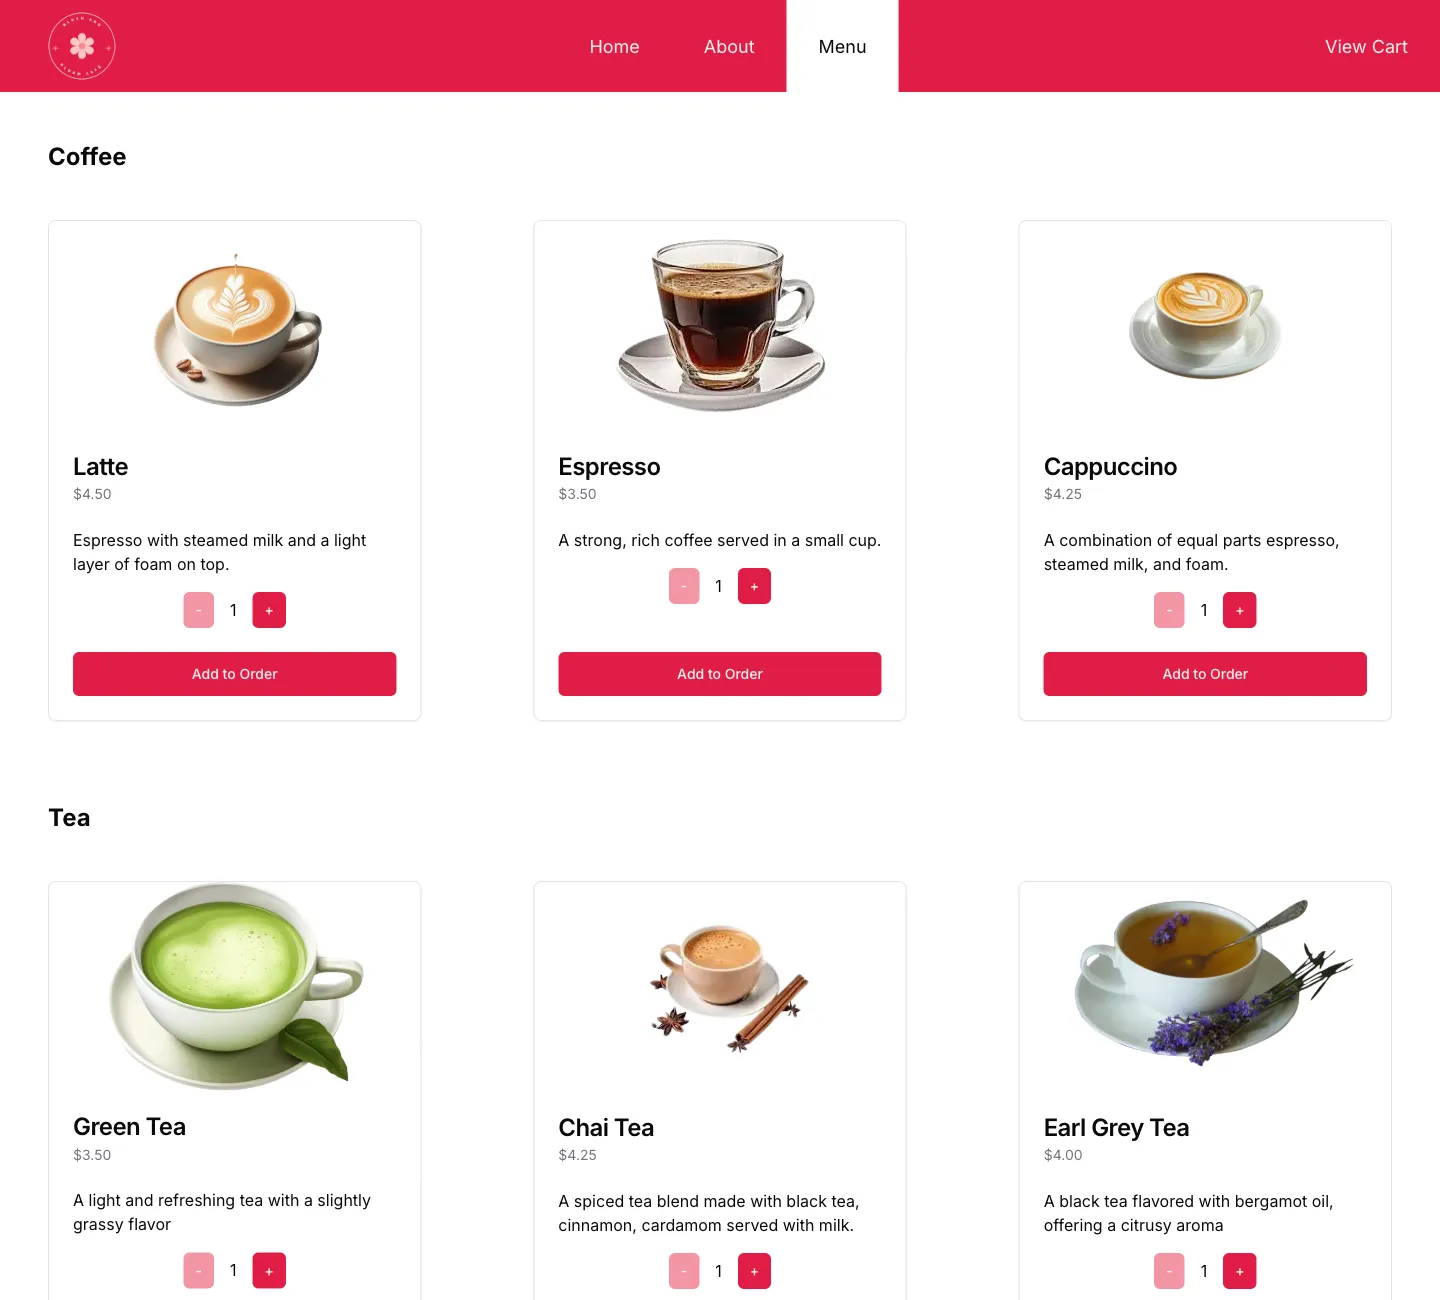 Home
About
Menu
View Cart
Coffee
Latte
$4.50
Espresso with steamed milk and a light
layer of foam on top.
- 1 +
Add to Order
Espresso
$3.50
A strong, rich coffee served in a small cup.
- 1 +
Add to Order
Cappuccino
$4.25
A combination of equal parts espresso,
steamed milk, and foam.
- 1 +
Add to Order
Tea
Green Tea
$3.50
A light and refreshing tea with a slightly
grassy flavor
- 1 +
Chai Tea
$4.25
A spiced tea blend made with black tea,
cinnamon, cardamom served with milk.
- 1 +
Earl Grey Tea
$4.00
A black tea flavored with bergamot oil,
offering a citrusy aroma
- 1 +